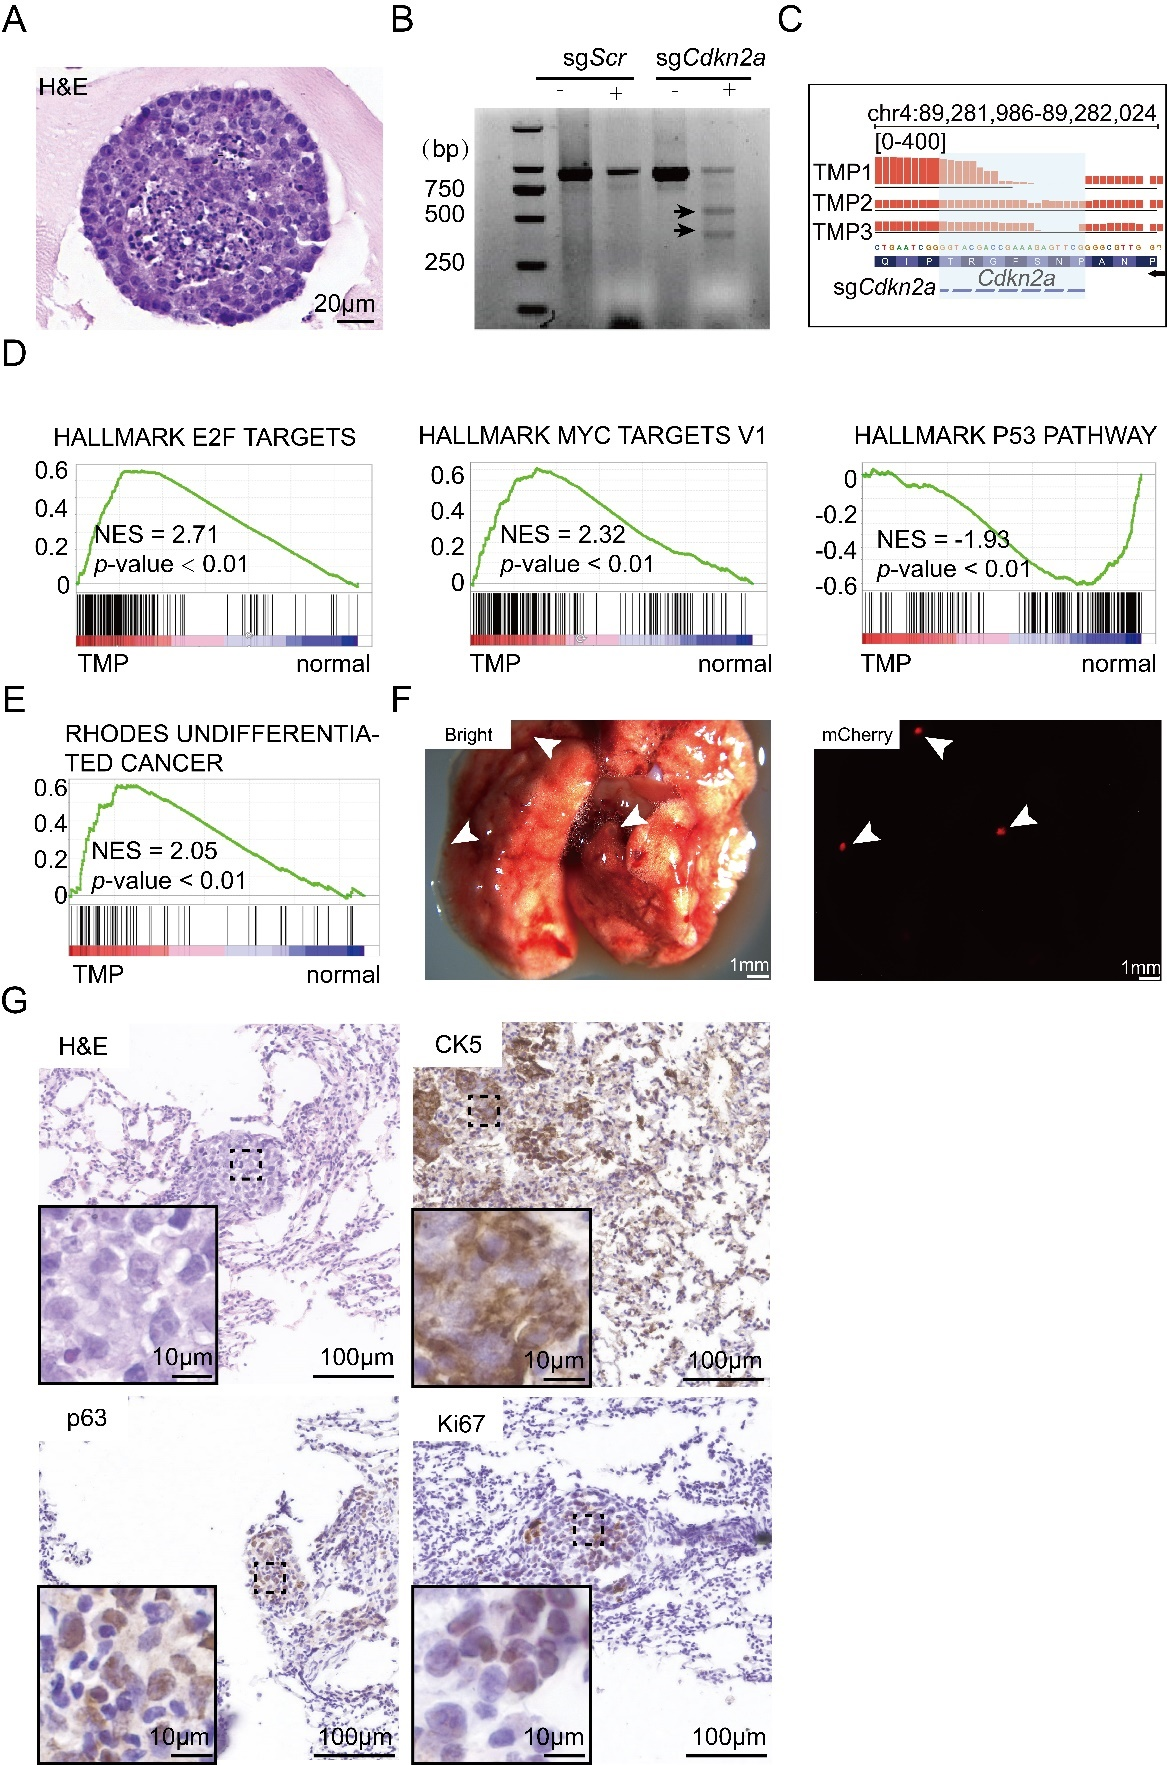 A
H&E
20µm
B
sgScr sgCdkn2a
- + - +
(bp)
750
500
250
C
chr4:89,281,986-89,282,024
[0-400]
TMP1
TMP2
TMP3
CTGAATCGGGGTACGACCGAAAGAGTTCGGGGCGTTG
Q I P T R G F S N P A N P
Cdkn2a
sgCdkn2a
D
HALLMARK E2F TARGETS
0.6
0.4
0.2
0
NES = 2.71
p-value < 0.01
TMP normal
HALLMARK MYC TARGETS V1
0.6
0.4
0.2
0
NES = 2.32
p-value < 0.01
TMP normal
HALLMARK P53 PATHWAY
0
-0.2
-0.4
-0.6
NES = -1.93
p-value < 0.01
TMP normal
E
RHODES UNDIFFERENTIA-
TED CANCER
0.6
0.4
0.2
0
NES = 2.05
p-value < 0.01
TMP normal
F
Bright
1mm
mCherry
1mm
G
H&E
10µm
100µm
CK5
10µm
100µm
p63
10µm
100µm
Ki67
10µm
100µm